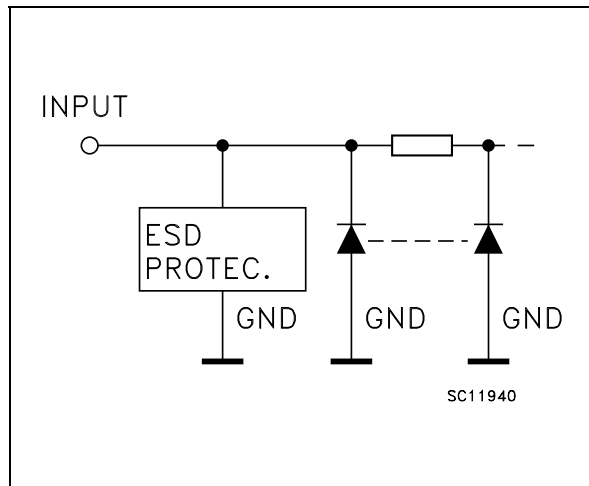 INPUT
ESD
PROTEC.
GND
GND
GND
SC11940